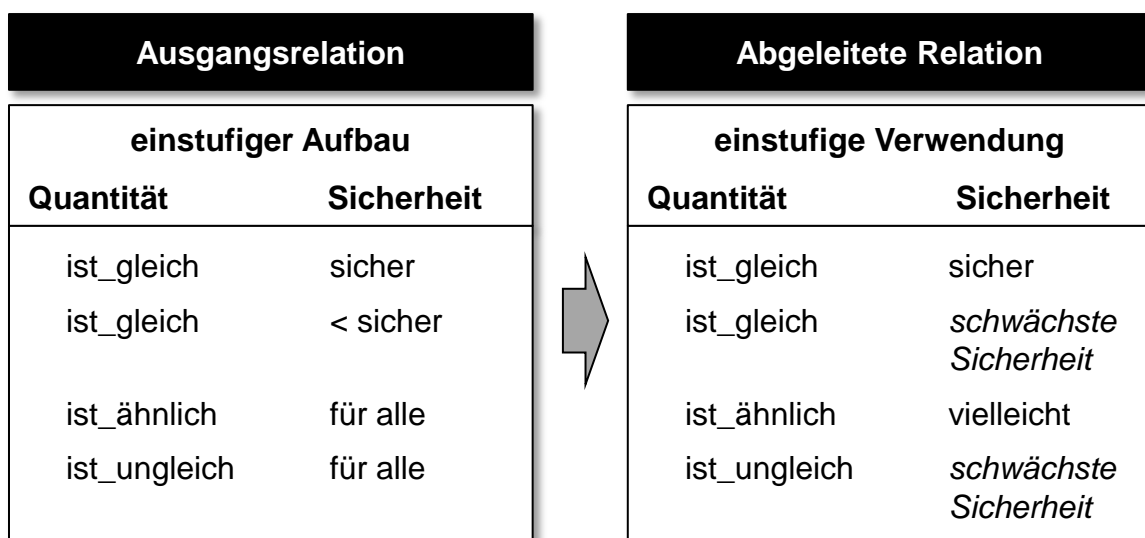 Ausgangsrelation
einstufiger Aufbau
Quantität Sicherheit
ist_gleich sicher
ist_gleich < sicher
ist_ähnlich für alle
ist_ungleich für alle
Abgeleitete Relation
einstufige Verwendung
Quantität Sicherheit
ist_gleich sicher
ist_gleich schwächste
Sicherheit
ist_ähnlich vielleicht
ist_ungleich schwächste
Sicherheit